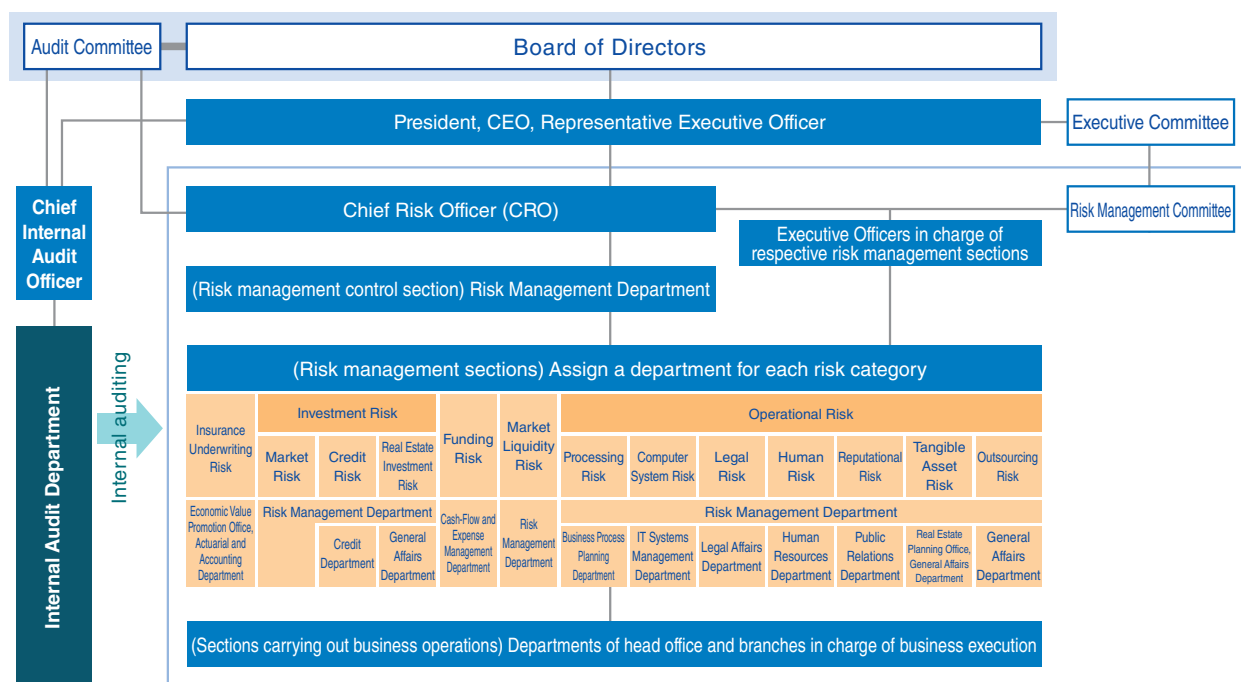 Audit Committee
Board of Directors
President, CEO, Representative Executive Officer
Executive Committee
Chief
Internal
Audit
Officer
Chief Risk Officer (CRO)
Risk Management Committee
Executive Officers in charge of
respective risk management sections
(Risk management control section) Risk Management Department
Internal Audit Department
Internal auditing
(Risk management sections) Assign a department for each risk category
Insurance
Underwriting
Risk
Investment Risk
Market
Risk
Credit
Risk
Real Estate
Investment
Risk
Funding
Risk
Market
Liquidity
Risk
Operational Risk
Processing
Risk
Computer
System Risk
Legal
Risk
Human
Risk
Reputational
Risk
Tangible
Asset
Risk
Outsourcing
Risk
Economic Value
Promotion Office,
Actuarial and
Accounting
Department
Risk Management Department
Credit
Department
General
Affairs
Department
Cash-Flow and
Expense
Management
Department
Risk
Management
Department
Risk Management Department
Business Process
Planning
Department
IT Systems
Management
Department
Legal Affairs
Department
Human
Resources
Department
Public
Relations
Department
Real Estate
Planning Office,
General Affairs
Department
General
Affairs
Department
(Sections carrying out business operations) Departments of head office and branches in charge of business execution